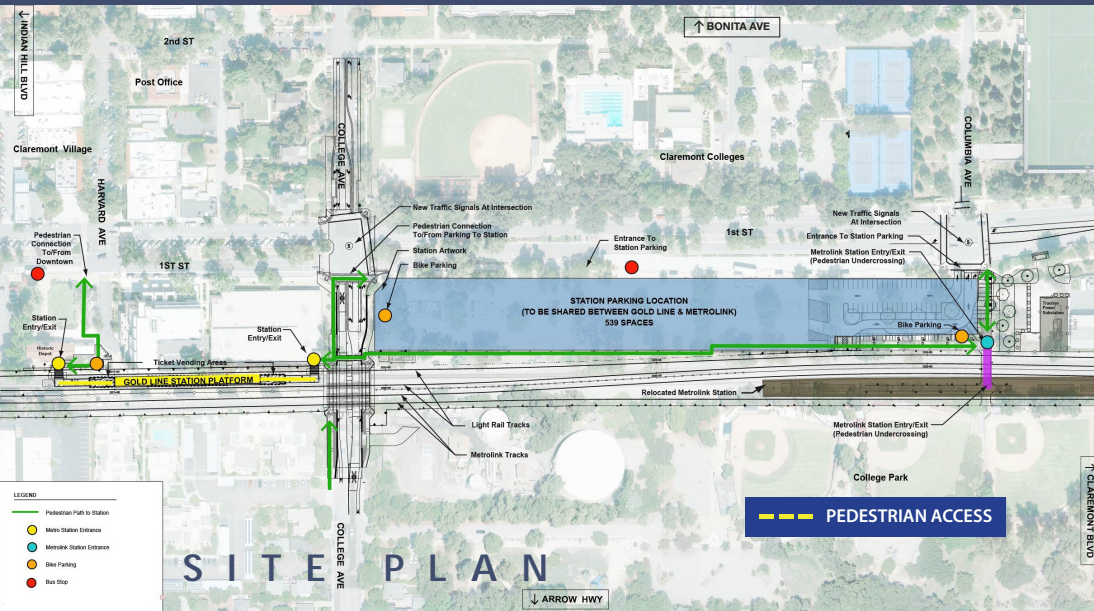 ↓ INDIAN HILL BLVD
2nd ST
↑ BONITA AVE
Post Office
COLLEGE AVE
COLUMBIA AVE
Claremont Village
Claremont Colleges
HARVARD AVE
New Traffic Signals At Intersection
Pedestrian Connection
To/From Parking To Station
Station Artwork
Bike Parking
New Traffic Signals
At Intersection
Entrance To Station Parking
Metrolink Station Entry/Exit
(Pedestrian Undercrossing)
Pedestrian
Connection
To/From
Downtown
1ST ST
Entrance To
Station Parking
1st ST
S
S
STATION PARKING LOCATION
(TO BE SHARED BETWEEN GOLD LINE & METROLINK)
539 SPACES
Traction
Power
Substation
Station
Entry/Exit
Station
Entry/Exit
Bike Parking
Historic
Depot
Ticket Vending Areas
GOLD LINE STATION PLATFORM
Relocated Metrolink Station
Light Rail Tracks
Metrolink Tracks
Metrolink Station Entry/Exit
(Pedestrian Undercrossing)
College Park
↑ CLAREMONT BLVD
LEGEND
Pedestrian Path to Station
Metro Station Entrance
Metrolink Station Entrance
Bike Parking
Bus Stop
PEDESTRIAN ACCESS
COLLEGE AVE
SITE PLAN
↓ ARROW HWY